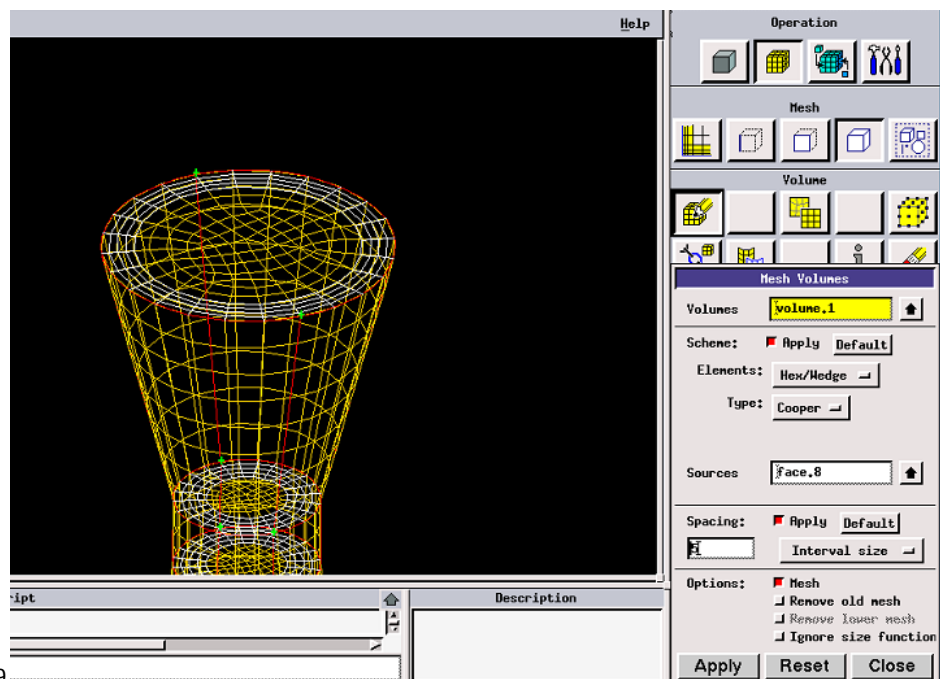 Help
Operation
Mesh
Volume
Mesh Volumes
Volumes volume.1
Scheme: Apply Default
Elements: Hex/Wedge
Type: Cooper
Sources face.8
Spacing: Apply Default
Interval size
Options: Mesh
Remove old mesh
Remove lower mesh
Ignore size function
Apply Reset Close
ipt Description